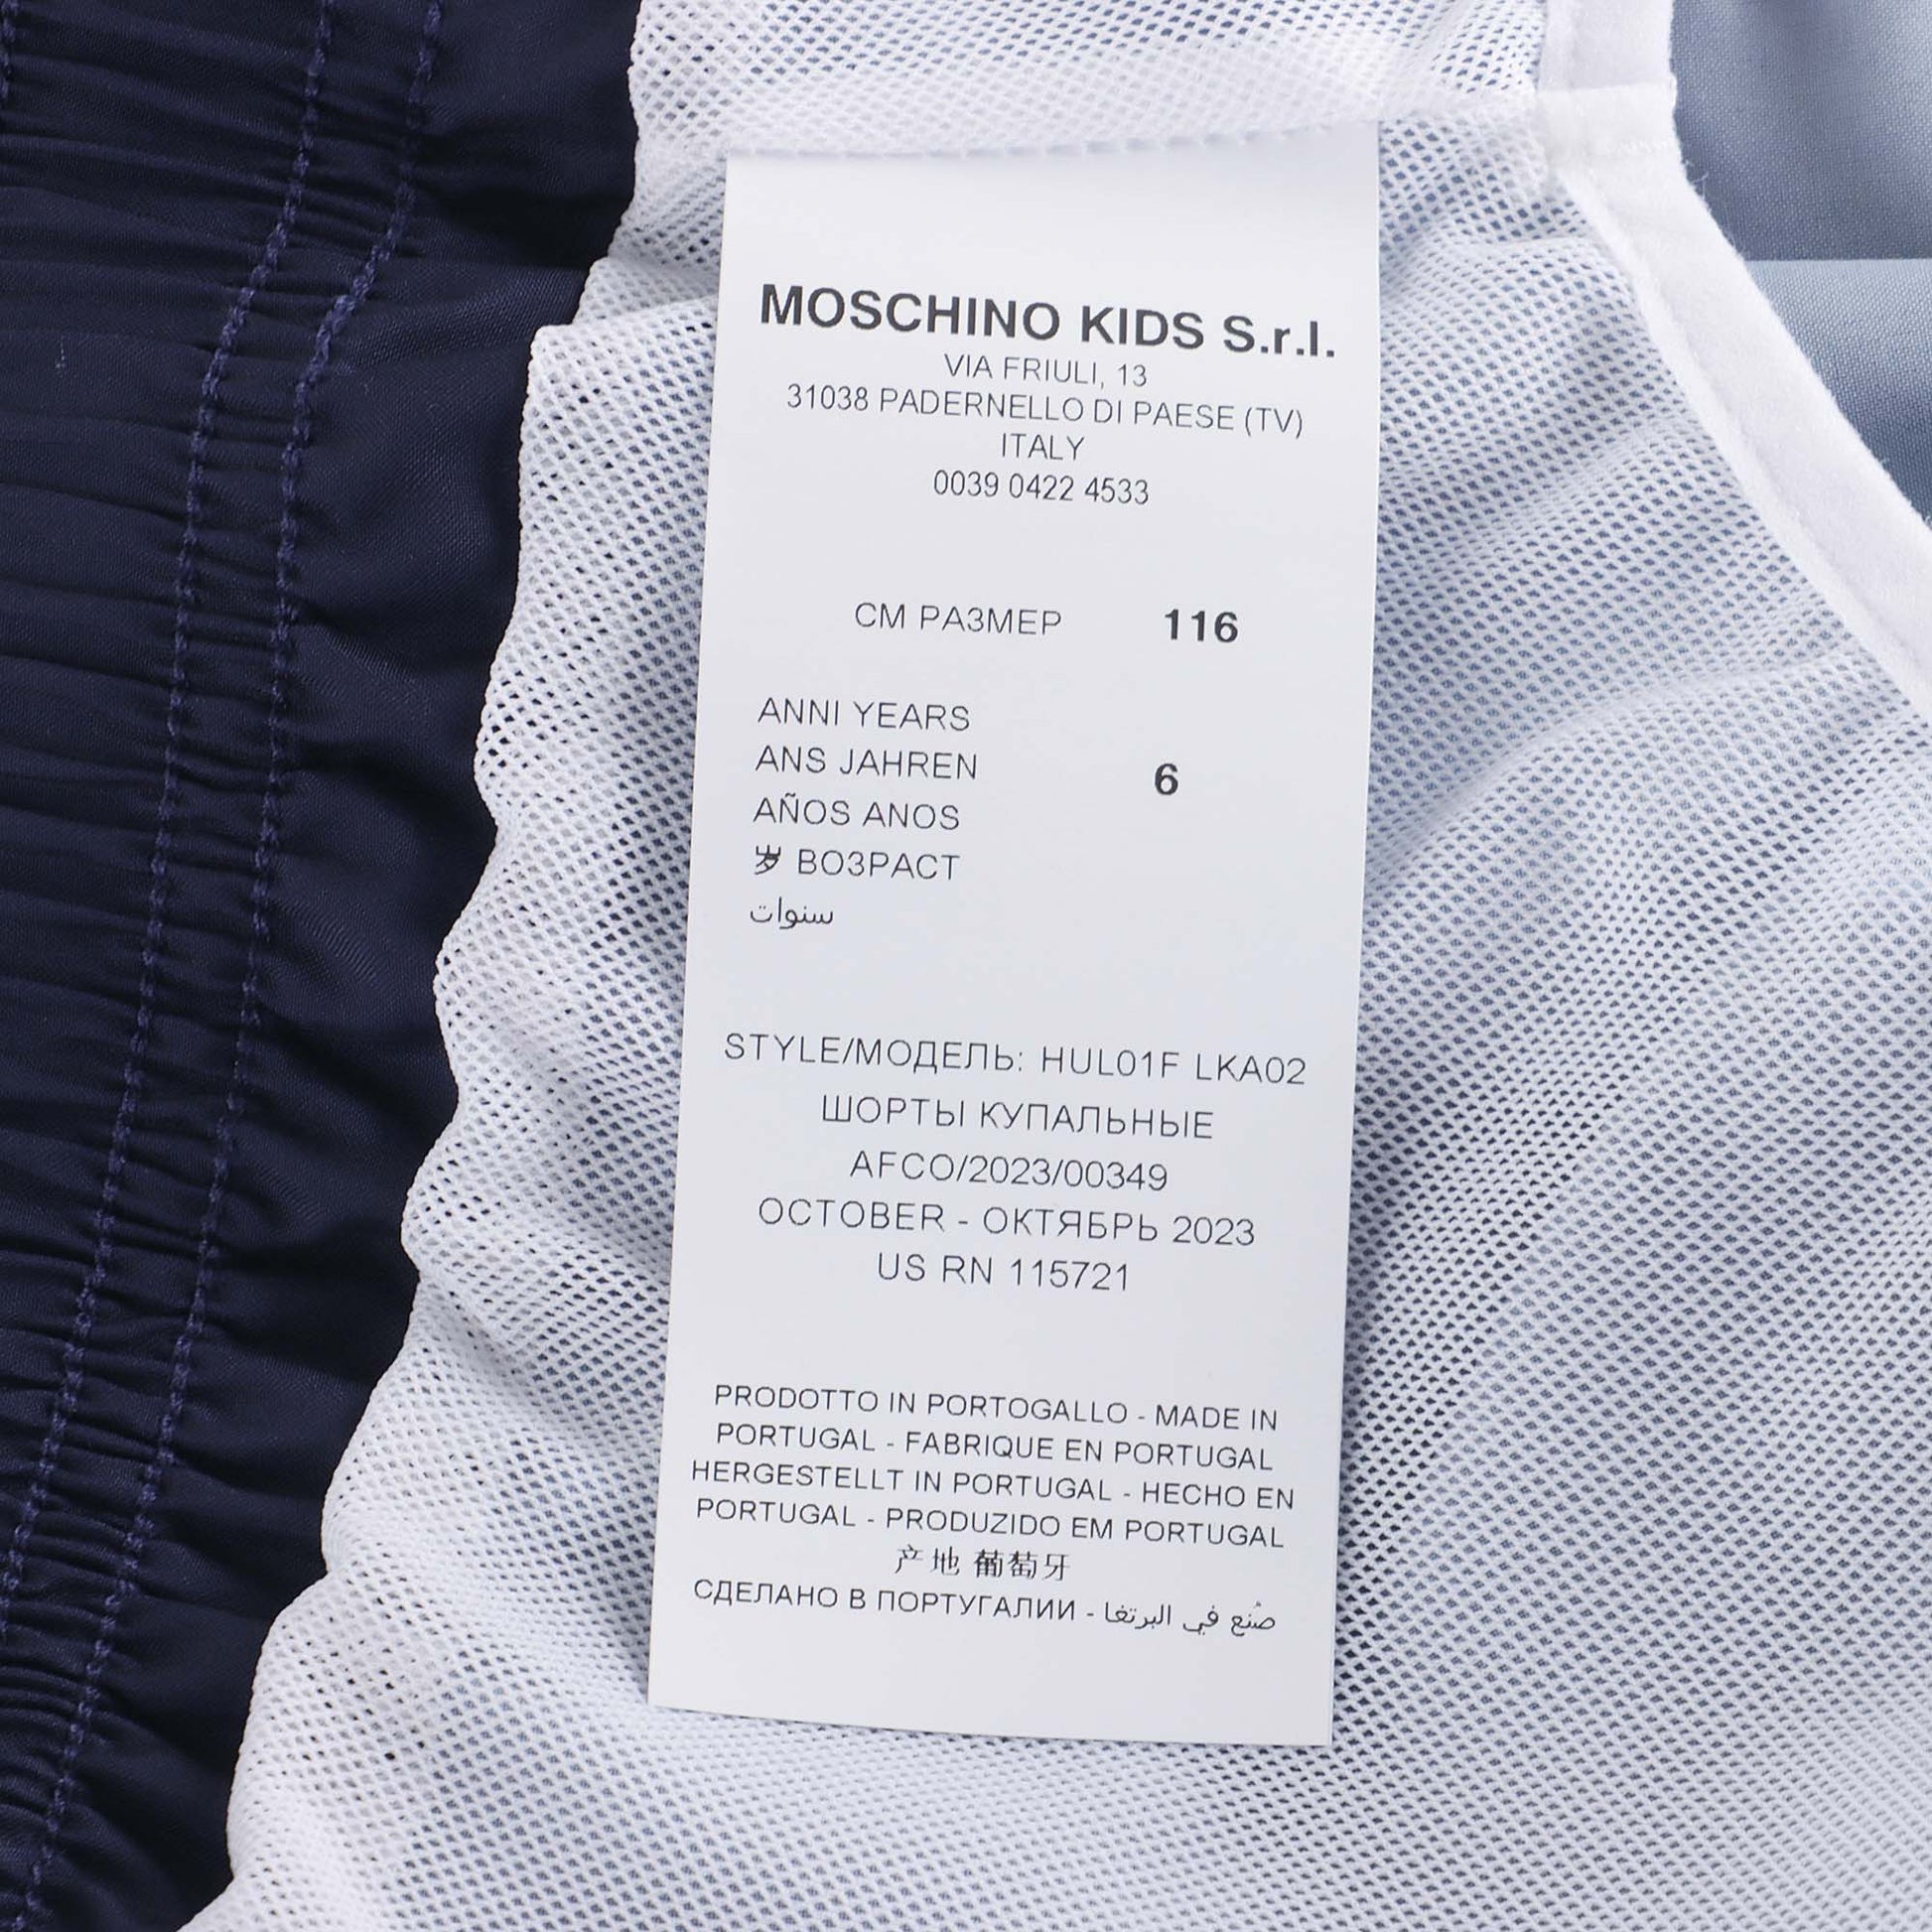 MOSCHINO KIDS S.r.l.
VIA FRIULI, 13
31038 PADERNELLO DI PAESE (TV)
ITALY
0039 0422 4533
СМ РАЗМЕР 116
ANNI YEARS
ANS JAHREN 6
AÑOS ANOS
岁 ВОЗРАСТ
سنوات
STYLE/МОДЕЛЬ: HUL01F LKA02
ШОРТЫ КУПАЛЬНЫЕ
AFCO/2023/00349
OCTOBER - ОКТЯБРЬ 2023
US RN 115721
PRODOTTO IN PORTOGALLO - MADE IN
PORTUGAL - FABRIQUE EN PORTUGAL
HERGESTELLT IN PORTUGAL - HECHO EN
PORTUGAL - PRODUZIDO EM PORTUGAL
产地 葡萄牙
СДЕЛАНО В ПОРТУГАЛИИ - صُنع في البرتغا